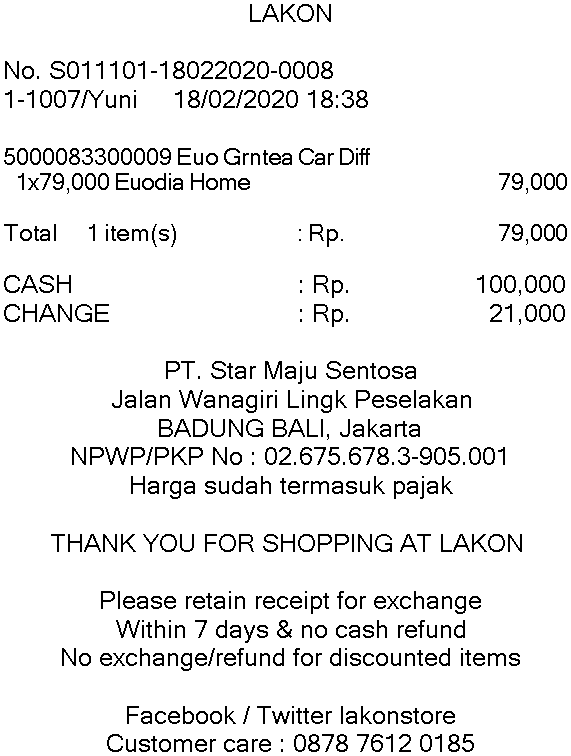 LAKON
No. S011101-18022020-0008
1-1007/Yuni 18/02/2020 18:38
5000083300009 Euo Grntea Car Diff
1x79,000 Euodia Home 79,000
Total 1 item(s) : Rp. 79,000
CASH : Rp. 100,000
CHANGE : Rp. 21,000
PT. Star Maju Sentosa
Jalan Wanagiri Lingk Peselakan
BADUNG BALI, Jakarta
NPWP/PKP No : 02.675.678.3-905.001
Harga sudah termasuk pajak
THANK YOU FOR SHOPPING AT LAKON
Please retain receipt for exchange
Within 7 days & no cash refund
No exchange/refund for discounted items
Facebook / Twitter lakonstore
Customer care : 0878 7612 0185